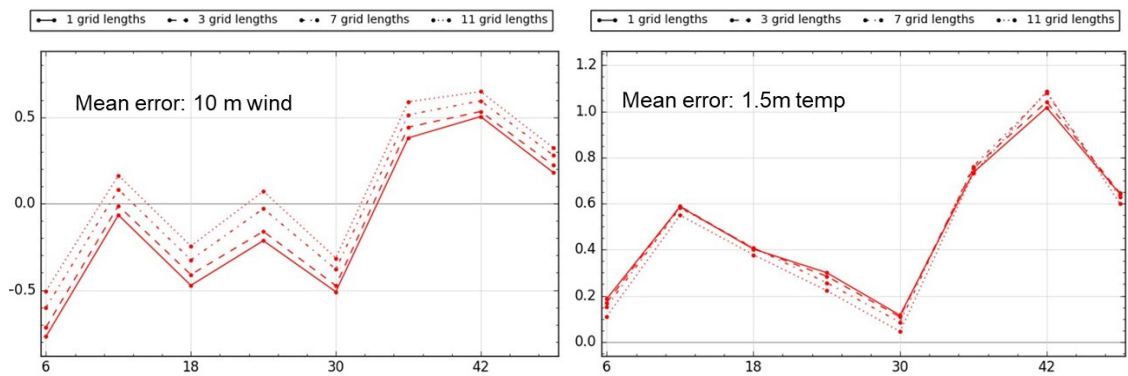 1 grid lengths 3 grid lengths 7 grid lengths 11 grid lengths
Mean error: 10 m wind
0.5
0.0
-0.5
6 18 30 42
1 grid lengths 3 grid lengths 7 grid lengths 11 grid lengths
1.2
Mean error: 1.5m temp
1.0
0.8
0.6
0.4
0.2
0.0
6 18 30 42